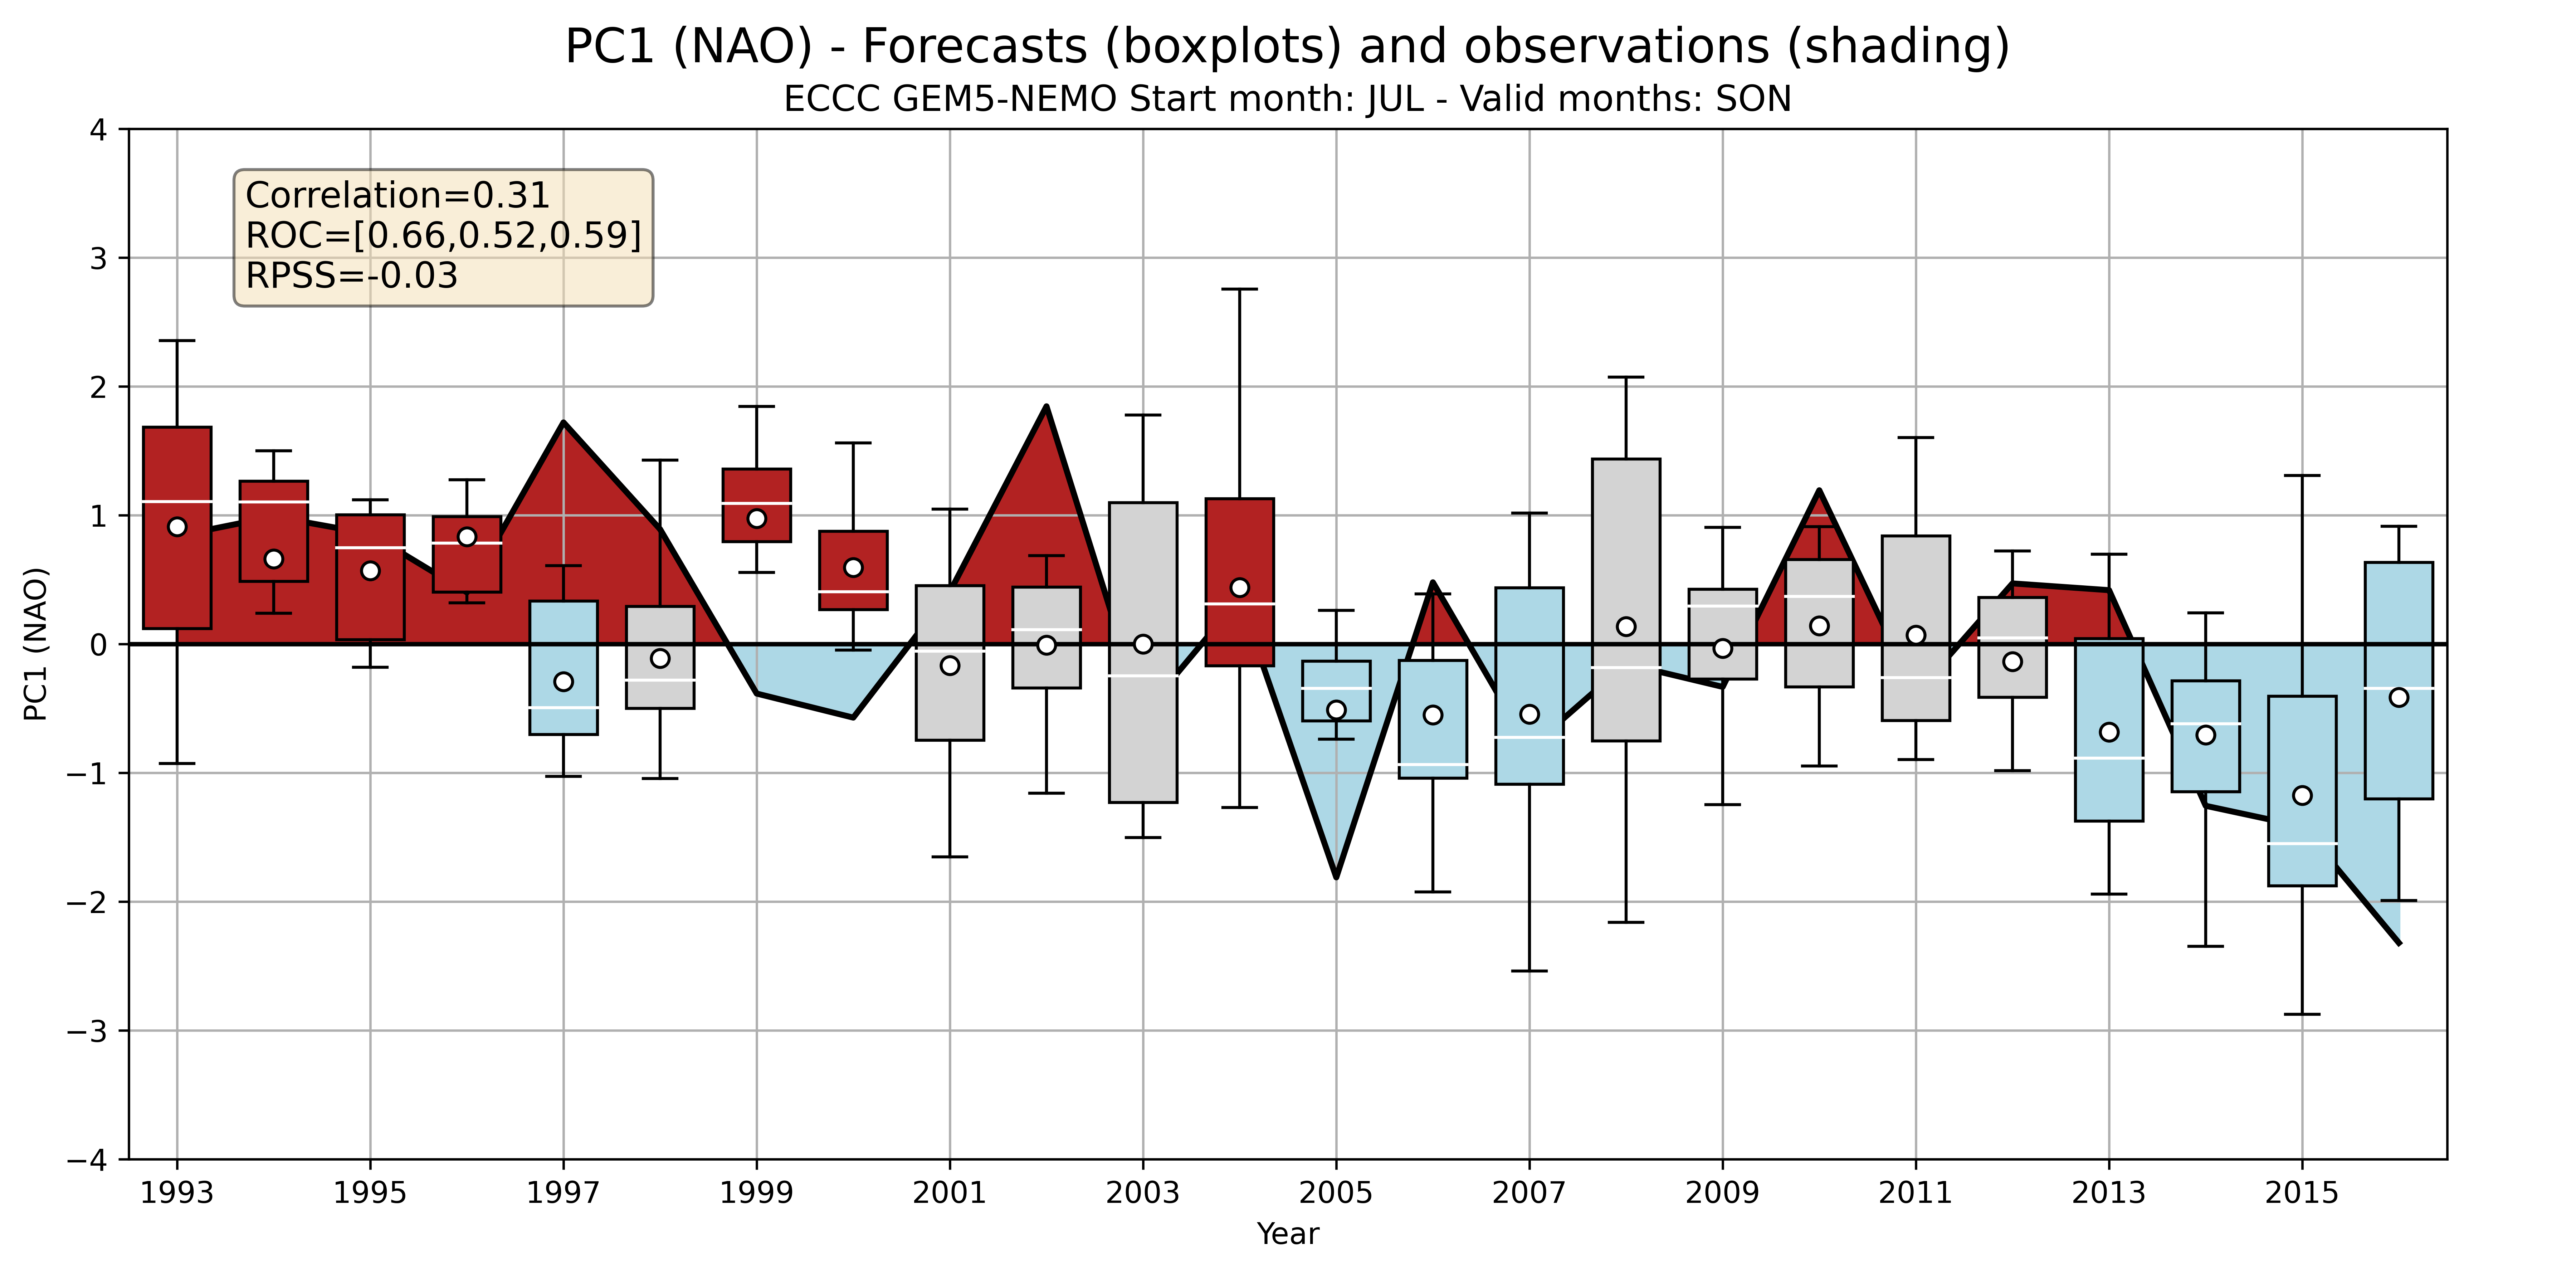 PC1 (NAO) - Forecasts (boxplots) and observations (shading)
ECCC GEM5-NEMO Start month: JUL - Valid months: SON
Correlation=0.31
ROC=[0.66,0.52,0.59]
RPSS=-0.03
PC1 (NAO)
4
3
2
1
0
−1
−2
−3
−4
1993 1995 1997 1999 2001 2003 2005 2007 2009 2011 2013 2015
Year